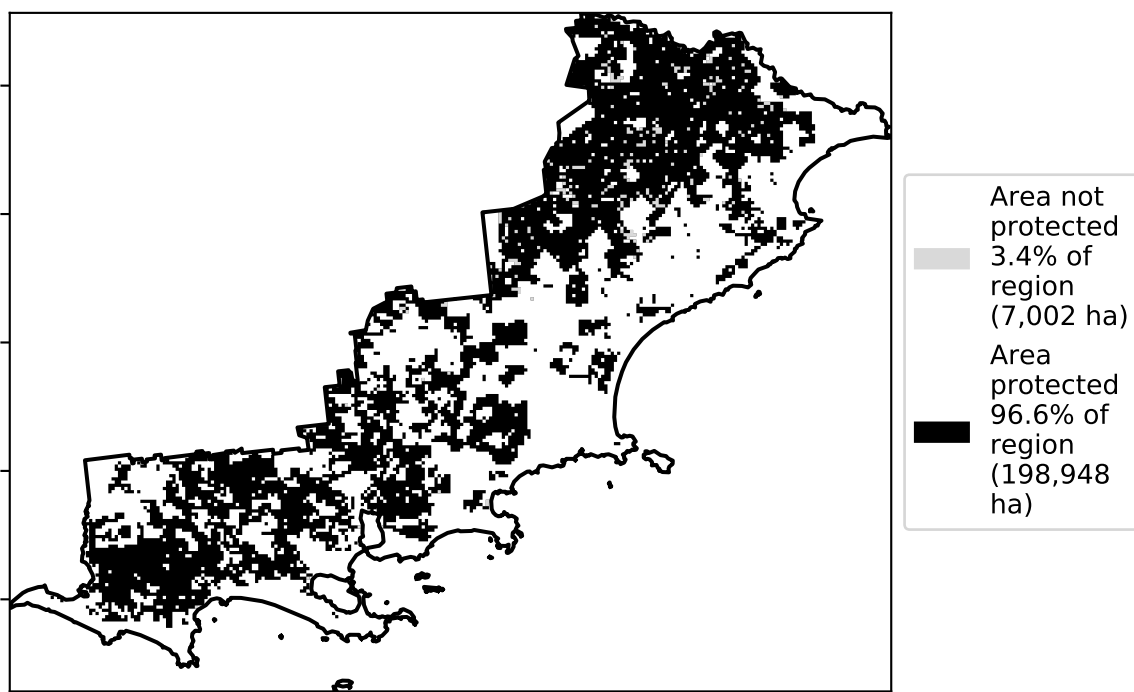 Area not
protected
3.4% of
region
(7,002 ha)
Area
protected
96.6% of
region
(198,948
ha)